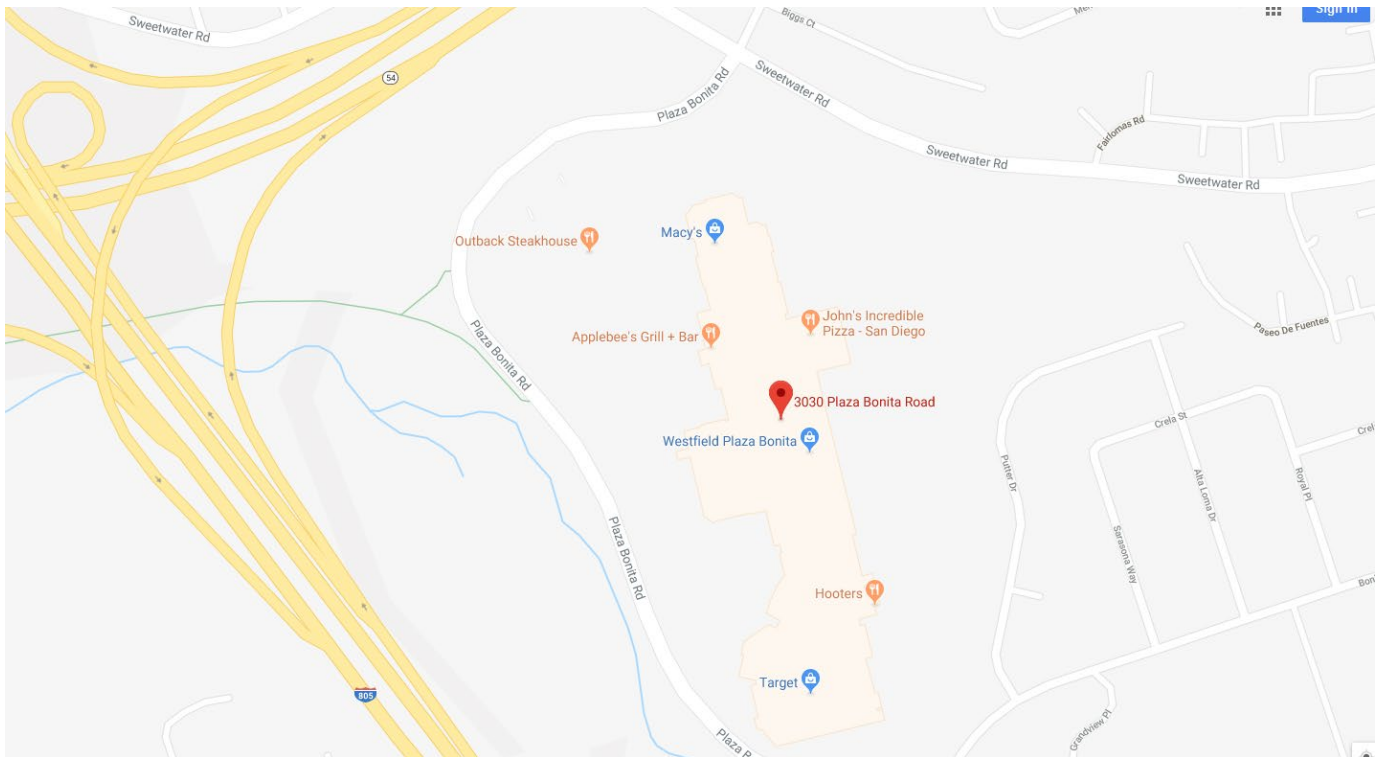 Sweetwater Rd
Biggs Ct
Sign in
54
Sweetwater Rd
Plaza Bonita Rd
Fairlomas Rd
Sweetwater Rd
Sweetwater Rd
Outback Steakhouse
Macy's
John's Incredible
Pizza - San Diego
Applebee's Grill + Bar
Paseo De Fuentes
Plaza Bonita Rd
3030 Plaza Bonita Road
Westfield Plaza Bonita
Crela St
Crel
Putter Dr
Alta Loma Dr
Royal Pl
Sarasona Way
Plaza Bonita Rd
Hooters
Bon
Target
805
Grandview Pl
Plaza B